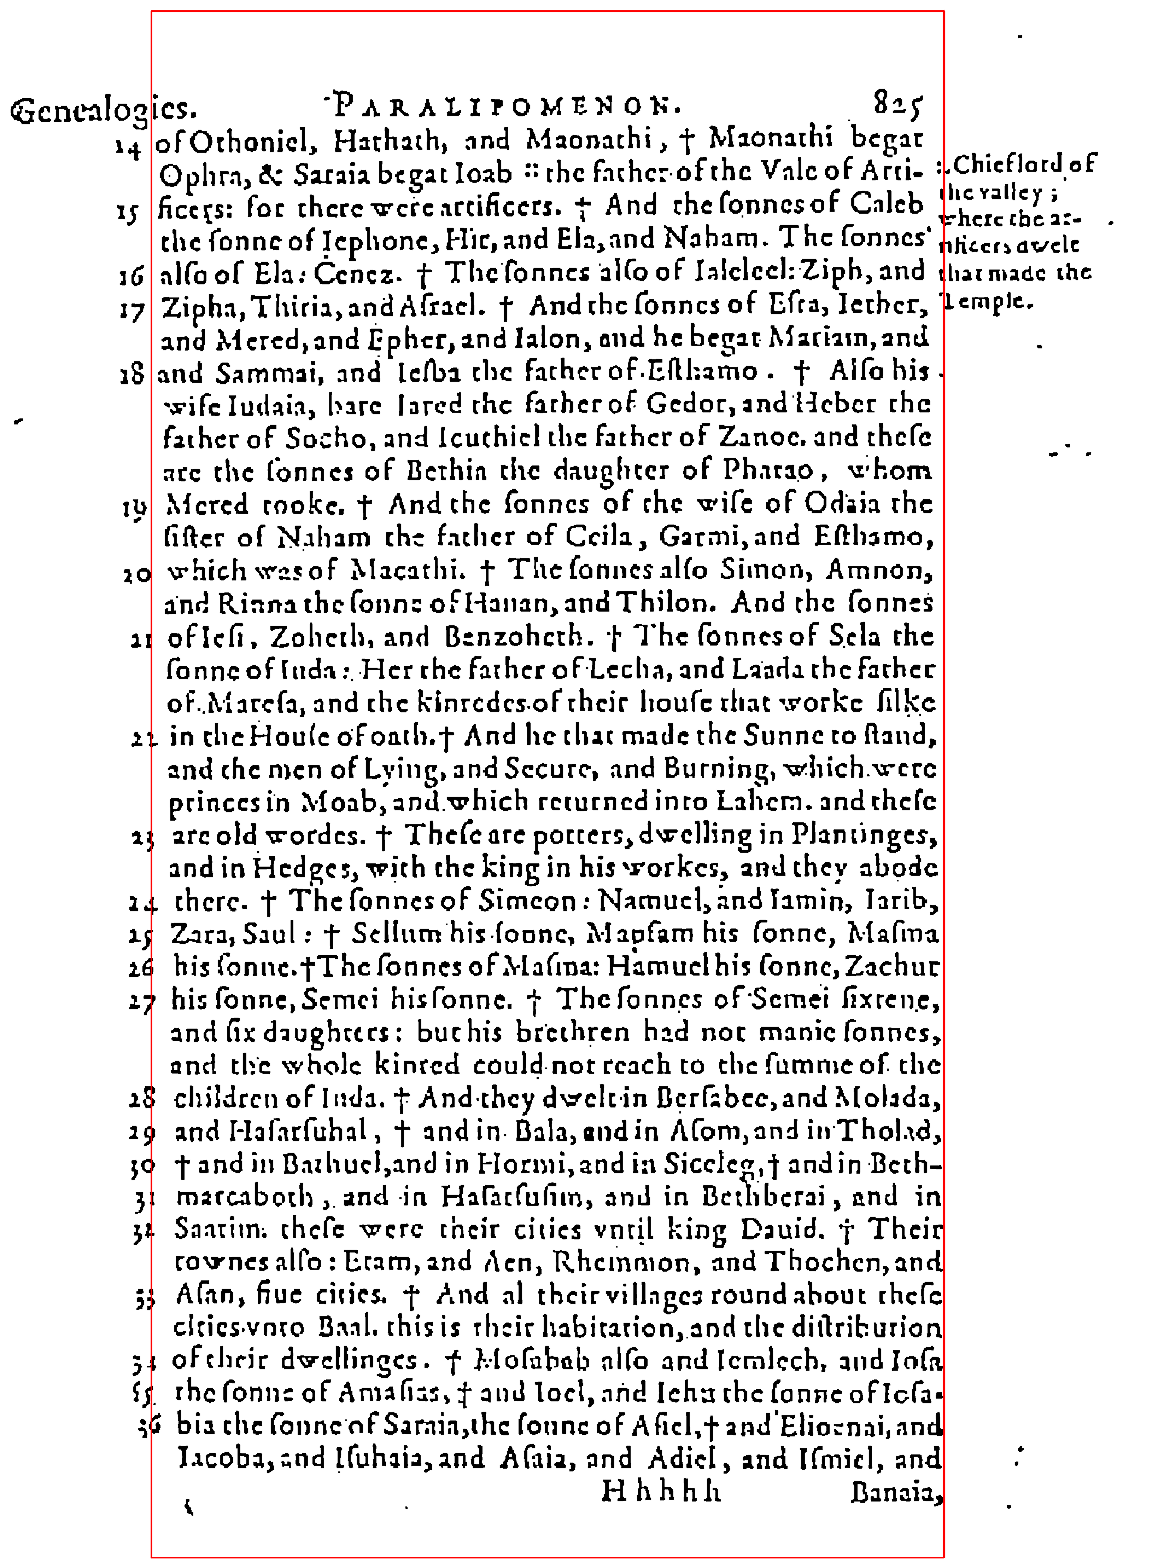 Genealogies. PARALIPOMENON. 825
14 of Othoniel, Hathath, and Maonathi, † Maonathi begat
Ophra, & Saraia begat Ioab :: the father of the Vale of Arti-
15 ficers: for there were artificers. † And the sonnes of Caleb
the sonne of Iephone, Hir, and Ela, and Naham. The sonnes
16 also of Ela: Cenez. † The sonnes also of Ialeleel: Ziph, and
17 Zipha, Thiria, and Asrael. † And the sonnes of Esra, Iether,
and Mered, and Epher, and Ialon, and he begat Mariam, and
18 and Sammai, and Iesba the father of Esthamo. † Also his
wife Iudaia, bare Iared the father of Gedor, and Heber the
father of Socho, and Icuthiel the father of Zanoe. and these
are the sonnes of Bethia the daughter of Pharao, whom
19 Mered tooke. † And the sonnes of the wife of Odaia the
sister of Naham the father of Ceila, Garmi, and Esthamo,
20 which was of Macathi. † The sonnes also Simon, Amnon,
and Rinna the sonne of Hanan, and Thilon. And the sonnes
21 of Iesi, Zoheth, and Benzoheth. † The sonnes of Sela the
sonne of Iuda: Her the father of Lecha, and Laada the father
of Maresa, and the kinredes of their house that worke silke
22 in the House of oath. † And he that made the Sunne to stand,
and the men of Lying, and Secure, and Burning, which were
princes in Moab, and which returned into Lahem. and these
23 are old wordes. † These are potters, dwelling in Plantinges,
and in Hedges, with the king in his workes, and they abode
24 there. † The sonnes of Simeon: Namuel, and Iamin, Iarib,
25 Zara, Saul: † Sellum his sonne, Mapsam his sonne, Masma
26 his sonne. † The sonnes of Masma: Hamuel his sonne, Zachur
27 his sonne, Semei his sonne. † The sonnes of Semei sixtene,
and six daughters: but his brethren had not manie sonnes,
and the whole kinred could not reach to the summe of the
28 children of Iuda. † And they dwelt in Bersabee, and Molada,
29 and Hasarsuhal, † and in Bala, and in Asom, and in Tholad,
30 † and in Bathuel, and in Hormi, and in Siceleg, † and in Beth-
31 marcaboth, and in Hasarsusim, and in Bethberai, and in
32 Saarim. these were their cities vntil king Dauid. † Their
townes also: Etam, and Aen, Rhemmon, and Thochen, and
33 Asan, fiue cities. † And al their villages round about these
cities vnto Baal. this is their habitation, and the distribution
34 of their dwellinges. † Mosabab also and Iemlech, and Iosa
35 the sonne of Amasias, † and Ioel, and Iehu the sonne of Iosa-
36 bia the sonne of Saraia, the sonne of Asiel, † and Elioenai, and
Iacoba, and Isuhaia, and Asaia, and Adiel, and Ismiel, and
Hhhhh Banaia,
:: Chief lord of
the valley;
where the ar-
tificers dwelt
that made the
Temple.